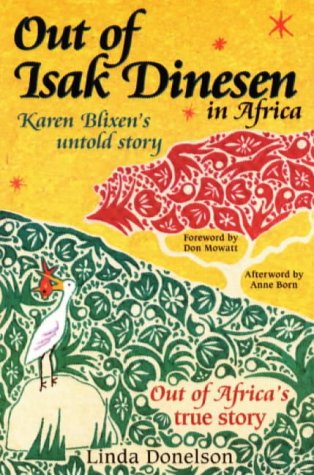 Out of
Isak Dinesen
in Africa
Karen Blixen's
untold story
Foreword by
Don Mowatt
Afterword by
Anne Born
Out of Africa's
true story
Linda Donelson